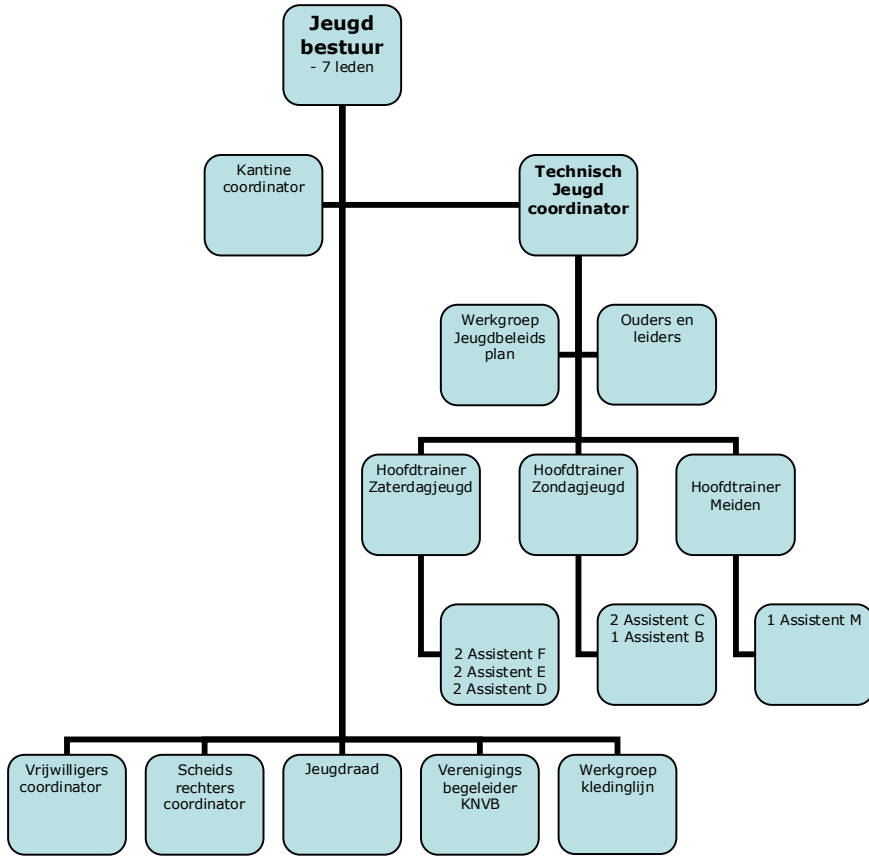 Jeugd
bestuur
- 7 leden
Kantine
coordinator
Technisch
Jeugd
coordinator
Werkgroep
Jeugdbeleids
plan
Ouders en
leiders
Hoofdtrainer
Zaterdagjeugd
Hoofdtrainer
Zondagjeugd
Hoofdtrainer
Meiden
2 Assistent F
2 Assistent E
2 Assistent D
2 Assistent C
1 Assistent B
1 Assistent M
Vrijwilligers
coordinator
Scheids
rechters
coordinator
Jeugdraad
Verenigings
begeleider
KNVB
Werkgroep
kledinglijn